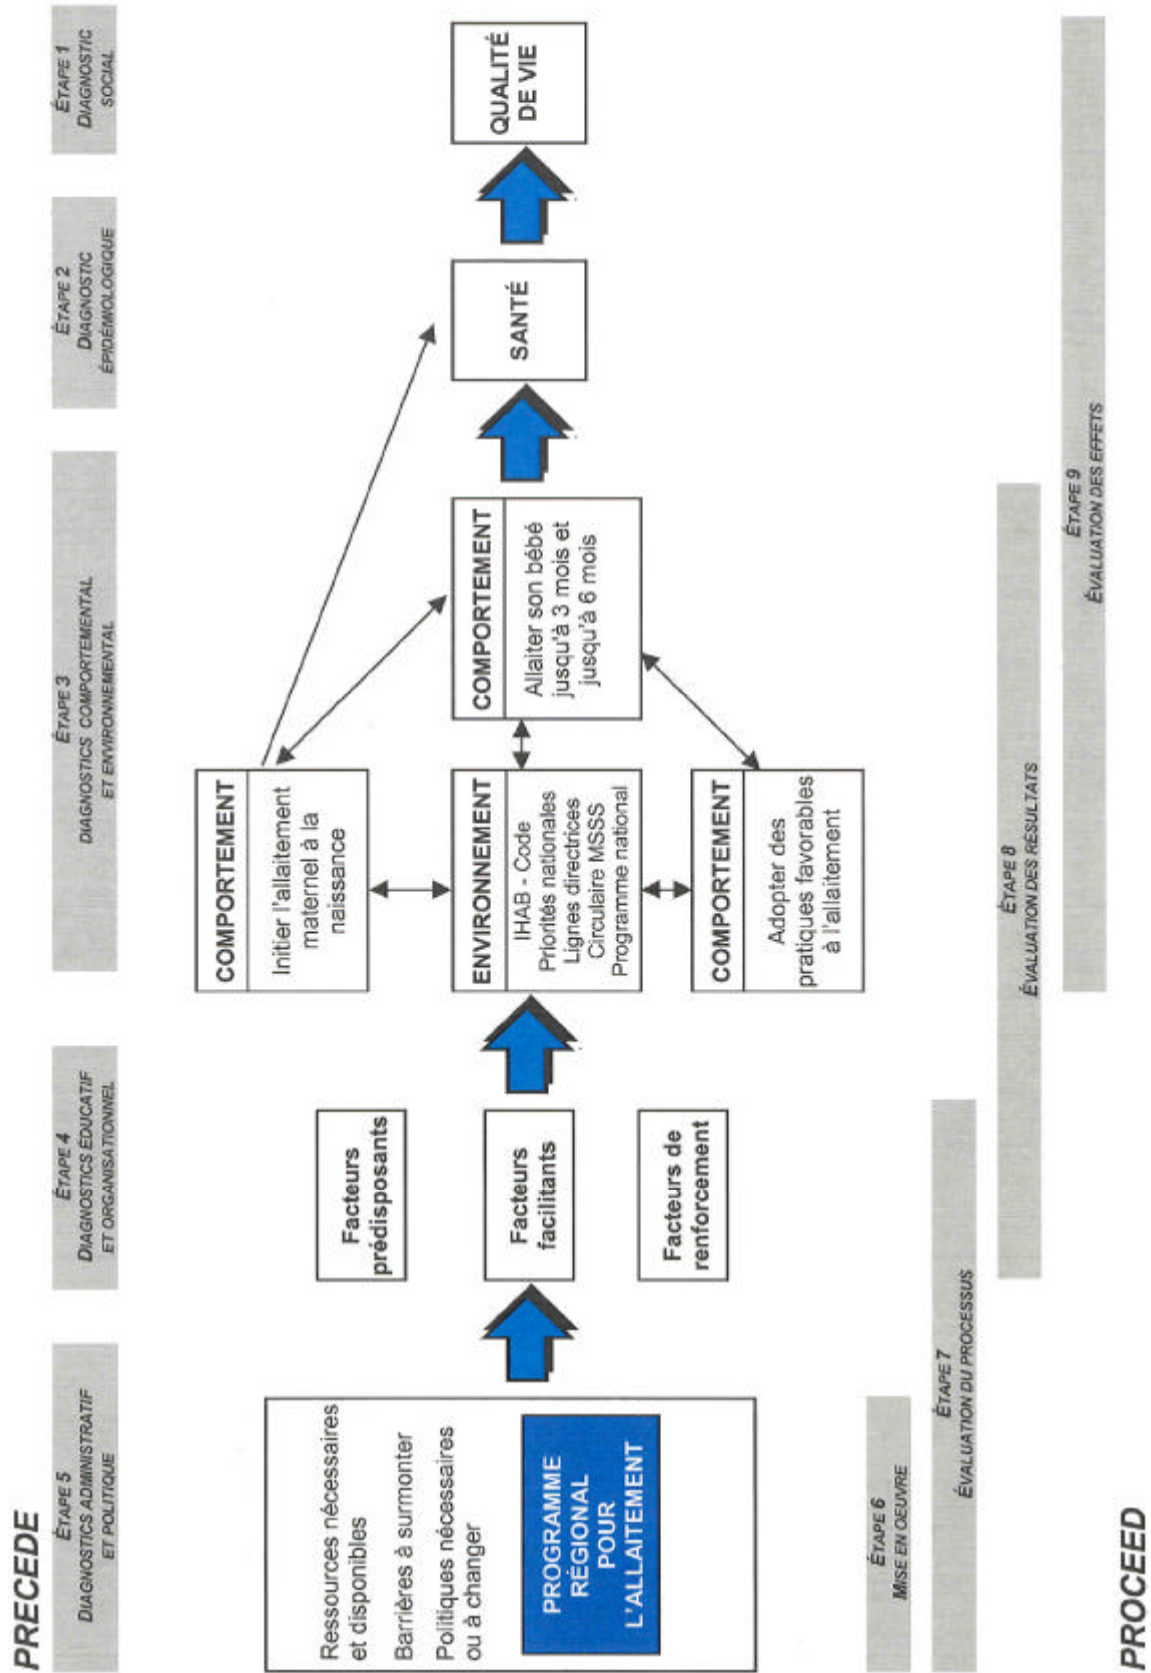 PRECEDE
ÉTAPE 5
DIAGNOSTICS ADMINISTRATIF
ET POLITIQUE
ÉTAPE 4
DIAGNOSTICS ÉDUCATIF
ET ORGANISATIONNEL
ÉTAPE 3
DIAGNOSTICS COMPORTEMENTAL
ET ENVIRONNEMENTAL
ÉTAPE 2
DIAGNOSTIC
ÉPIDÉMIOLOGIQUE
ÉTAPE 1
DIAGNOSTIC
SOCIAL
Ressources nécessaires
et disponibles
Barrières à surmonter
Politiques nécessaires
ou à changer
PROGRAMME
RÉGIONAL
POUR
L'ALLAITEMENT
Facteurs
prédisposants
Facteurs
facilitants
Facteurs de
renforcement
COMPORTEMENT
Initier l'allaitement
maternel à la
naissance
ENVIRONNEMENT
IHAB - Code
Priorités nationales
Lignes directrices
Circulaire MSSS
Programme national
COMPORTEMENT
Adopter des
pratiques favorables
à l'allaitement
COMPORTEMENT
Allaiter son bébé
jusqu'à 3 mois et
jusqu'à 6 mois
SANTÉ
QUALITÉ
DE VIE
ÉTAPE 6
MISE EN OEUVRE
ÉTAPE 7
ÉVALUATION DU PROCESSUS
ÉTAPE 8
ÉVALUATION DES RÉSULTATS
ÉTAPE 9
ÉVALUATION DES EFFETS
PROCEED